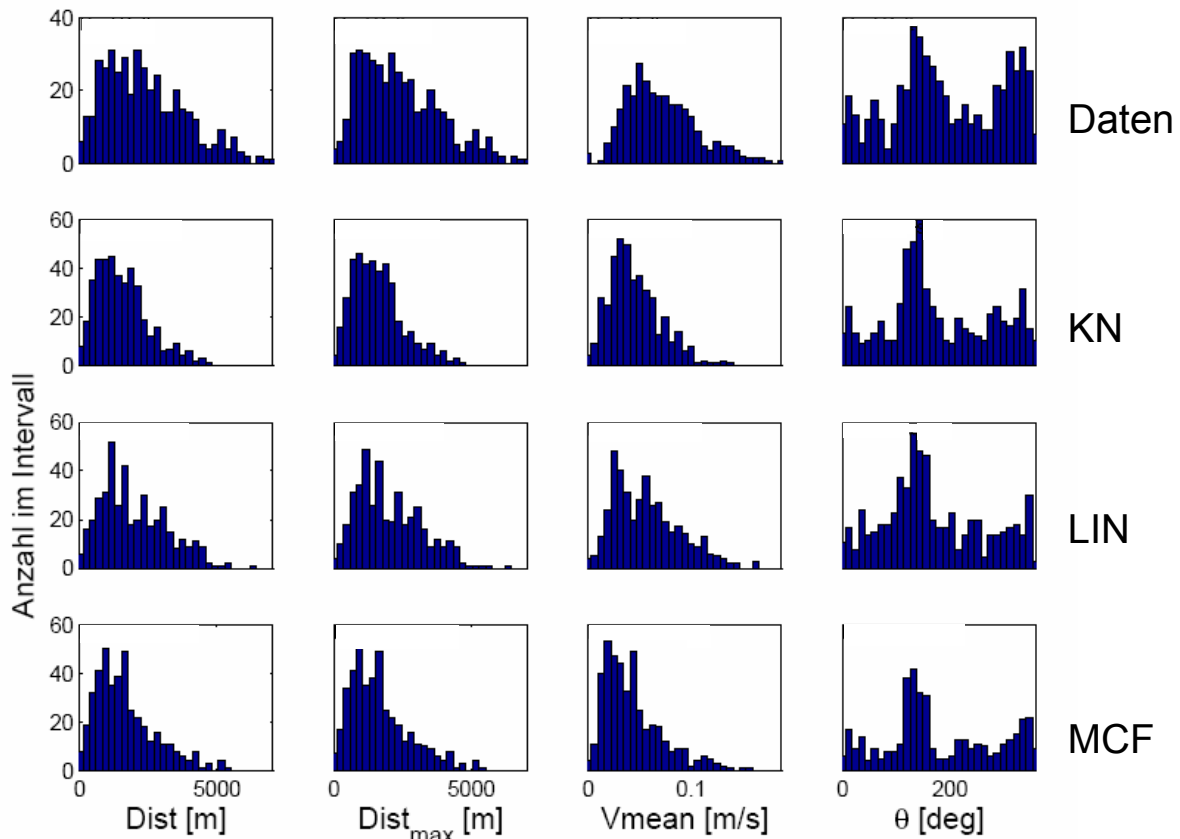 40
20
0
Daten
60
40
20
0
KN
60
40
20
0
LIN
60
40
20
0
MCF
Anzahl im Intervall
0 5000
Dist [m]
0 5000
Dist_max [m]
0 0.1
Vmean [m/s]
0 200
θ [deg]